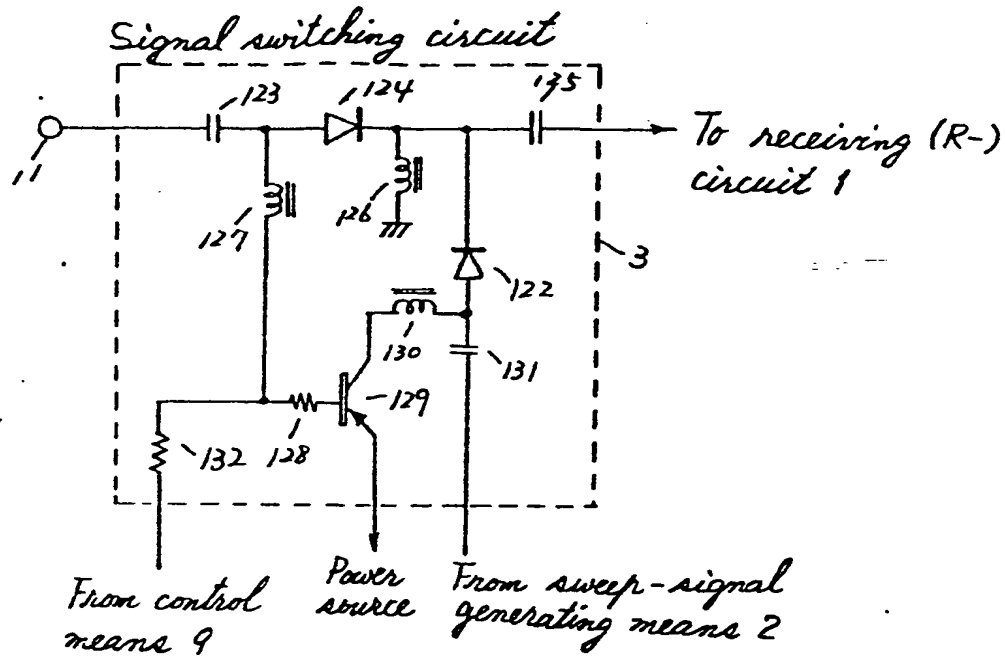 Signal switching circuit
123
124
135
11
To receiving (R-)
circuit 1
127
126
3
122
130
131
129
132
128
From control
means 9
Power
source
From sweep-signal
generating means 2